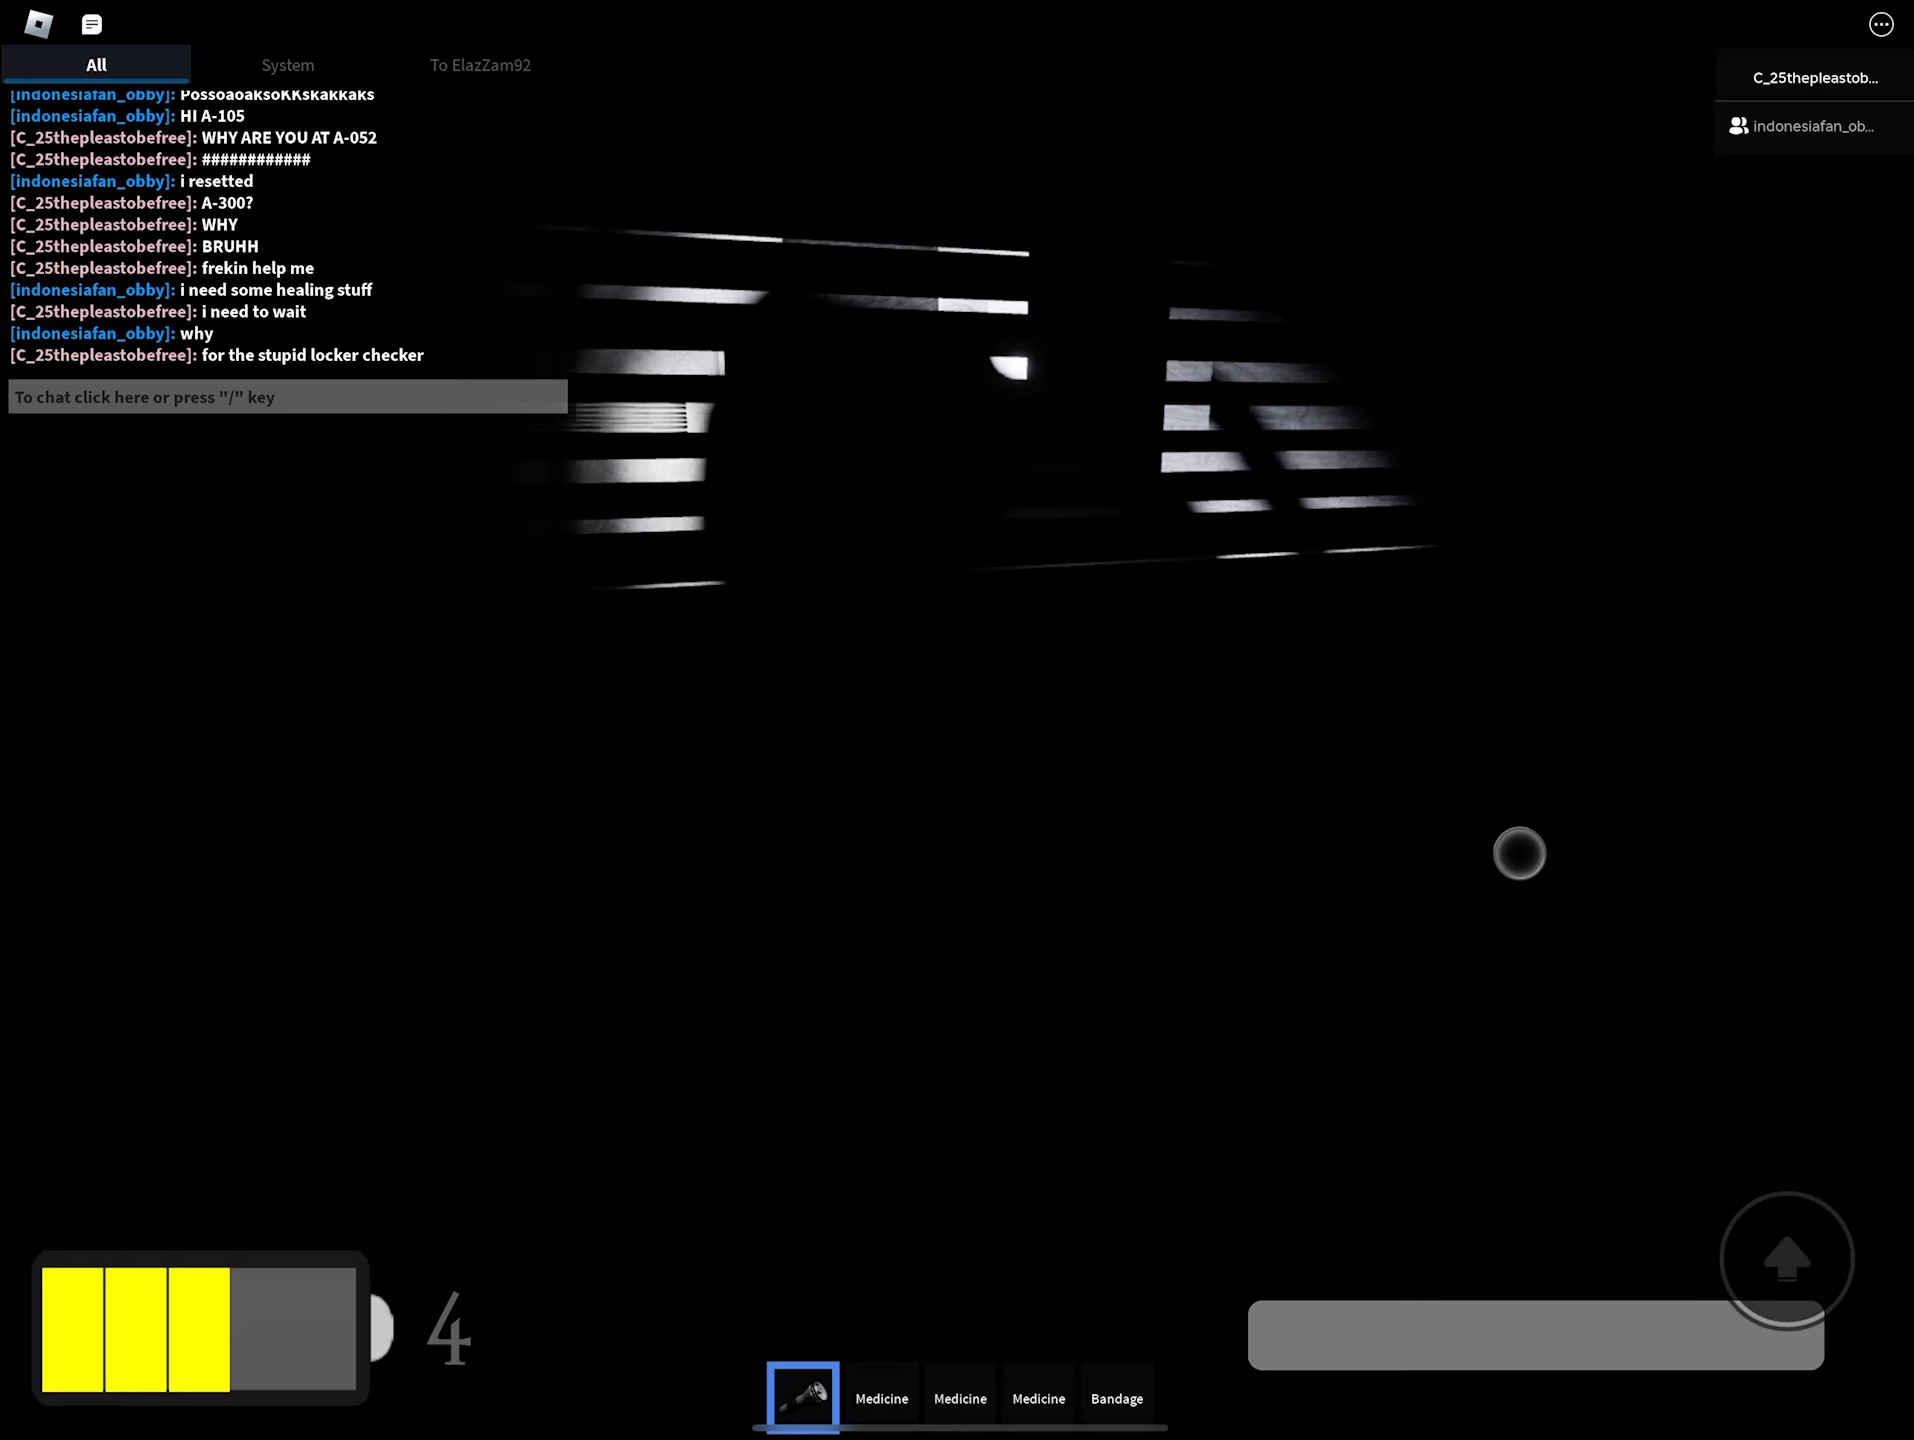 All System To ElazZam92
C_25thepleastob...
indonesiafan_ob...
[indonesiafan_obby]: PossoaoaksoKKskakkaks
[indonesiafan_obby]: HI A-105
[C_25thepleastobefree]: WHY ARE YOU AT A-052
[C_25thepleastobefree]: ############
[indonesiafan_obby]: i resetted
[C_25thepleastobefree]: A-300?
[C_25thepleastobefree]: WHY
[C_25thepleastobefree]: BRUHH
[C_25thepleastobefree]: frekin help me
[indonesiafan_obby]: i need some healing stuff
[C_25thepleastobefree]: i need to wait
[indonesiafan_obby]: why
[C_25thepleastobefree]: for the stupid locker checker
To chat click here or press "/" key
4
Medicine Medicine Medicine Bandage